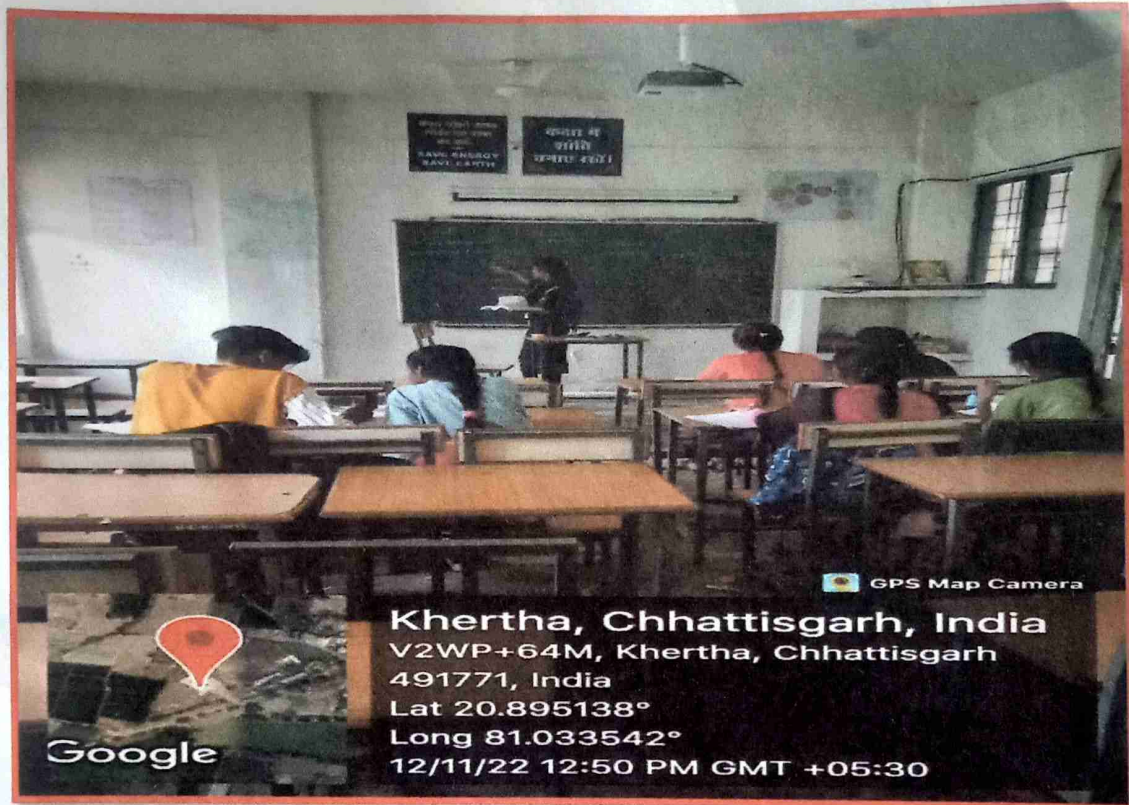 SAVE ENERGY
SAVE EARTH
कक्षा में
शांति
बनाए रखें।
GPS Map Camera
Khertha, Chhattisgarh, India
V2WP+64M, Khertha, Chhattisgarh
491771, India
Lat 20.895138°
Long 81.033542°
12/11/22 12:50 PM GMT +05:30
Google